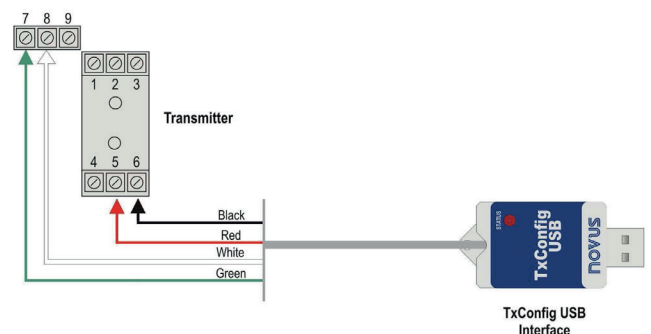 7 8 9
1 2 3
Transmitter
4 5 6
Black
Red
White
Green
STATUS
TxConfig
USB
NOVUS
TxConfig USB
Interface